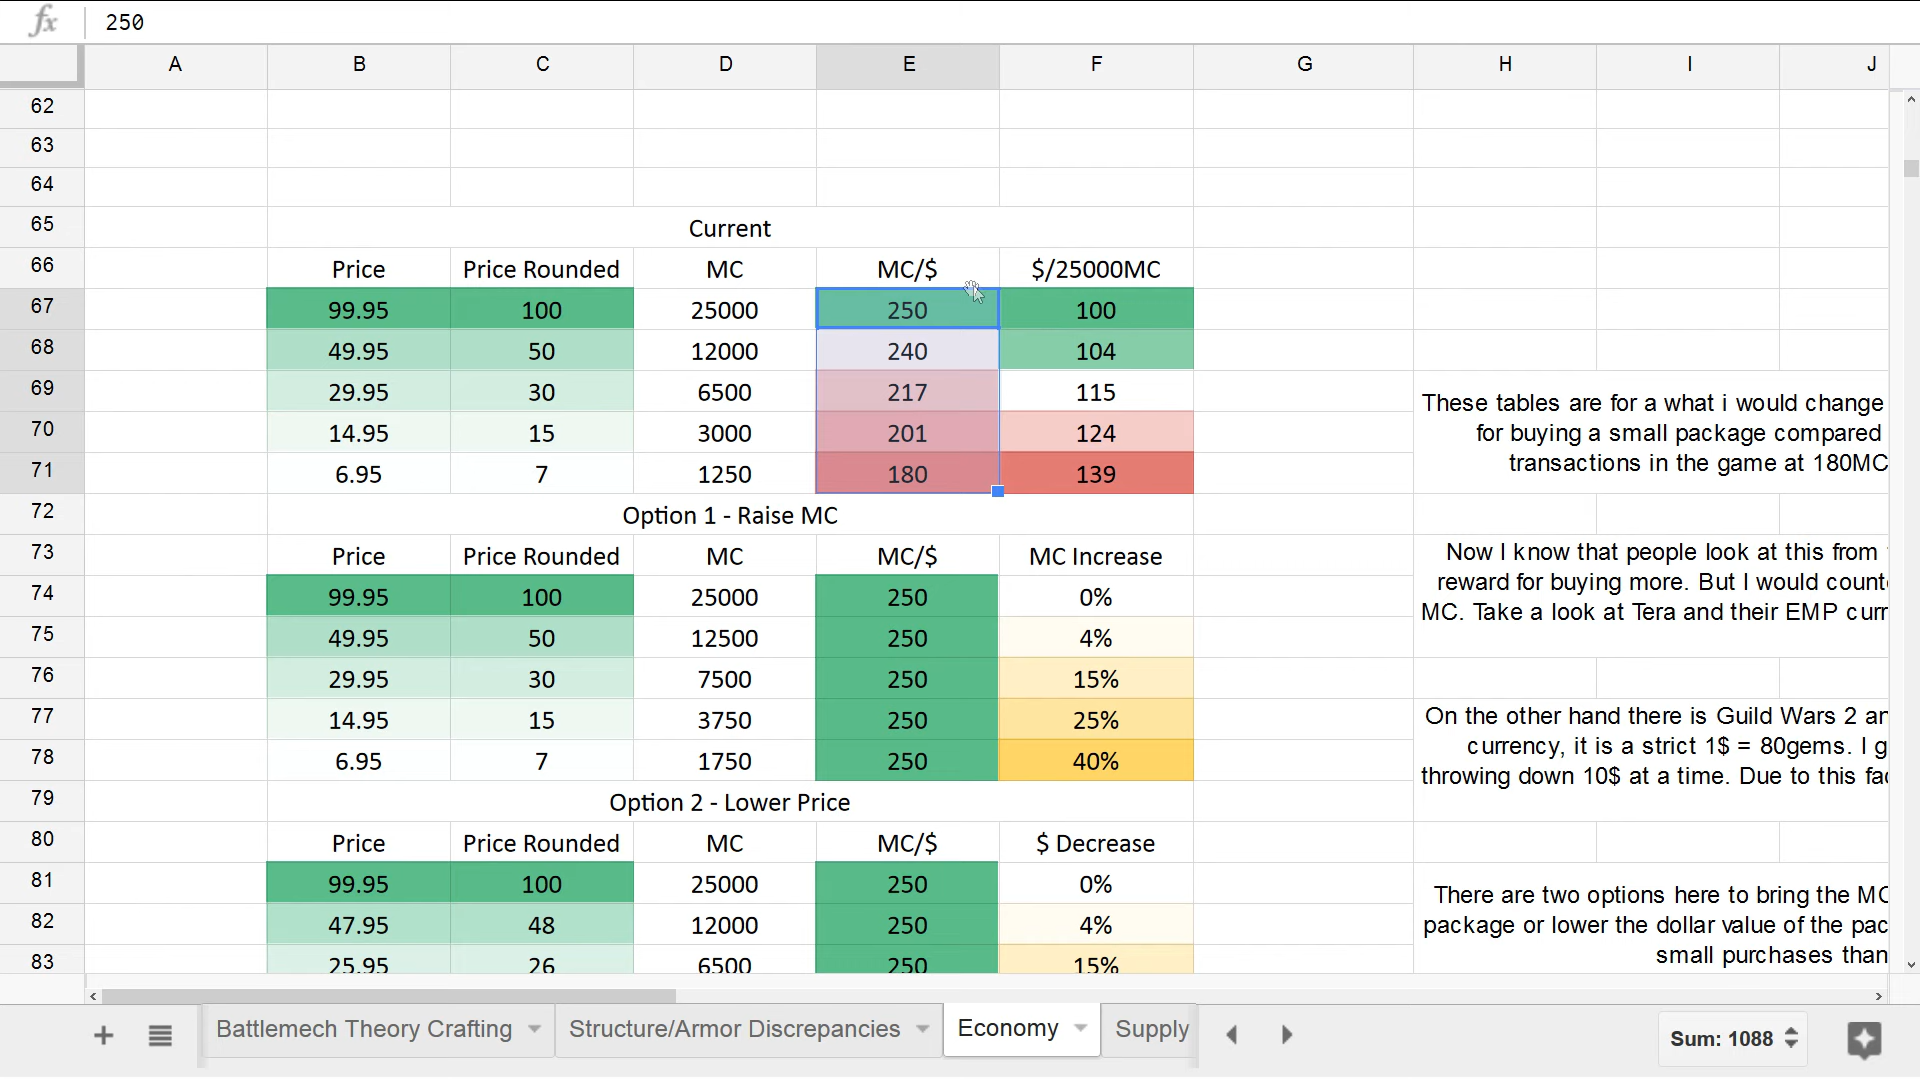 fx 250
A B C D E F G H I J
62
63
64
65 Current
66 Price Price Rounded MC MC/$ $/25000MC
67 99.95 100 25000 250 100
68 49.95 50 12000 240 104
69 29.95 30 6500 217 115
70 14.95 15 3000 201 124
71 6.95 7 1250 180 139
72 Option 1 - Raise MC
73 Price Price Rounded MC MC/$ MC Increase
74 99.95 100 25000 250 0%
75 49.95 50 12500 250 4%
76 29.95 30 7500 250 15%
77 14.95 15 3750 250 25%
78 6.95 7 1750 250 40%
79 Option 2 - Lower Price
80 Price Price Rounded MC MC/$ $ Decrease
81 99.95 100 25000 250 0%
82 47.95 48 12000 250 4%
83 25.95 26 6500 250 15%
These tables are for a what i would change
for buying a small package compared
transactions in the game at 180MC
Now I know that people look at this from
reward for buying more. But I would count
MC. Take a look at Tera and their EMP curr
On the other hand there is Guild Wars 2 an
currency, it is a strict 1$ = 80gems. I g
throwing down 10$ at a time. Due to this fac
There are two options here to bring the MC
package or lower the dollar value of the pac
small purchases than
Battlemech Theory Crafting Structure/Armor Discrepancies Economy Supply Sum: 1088